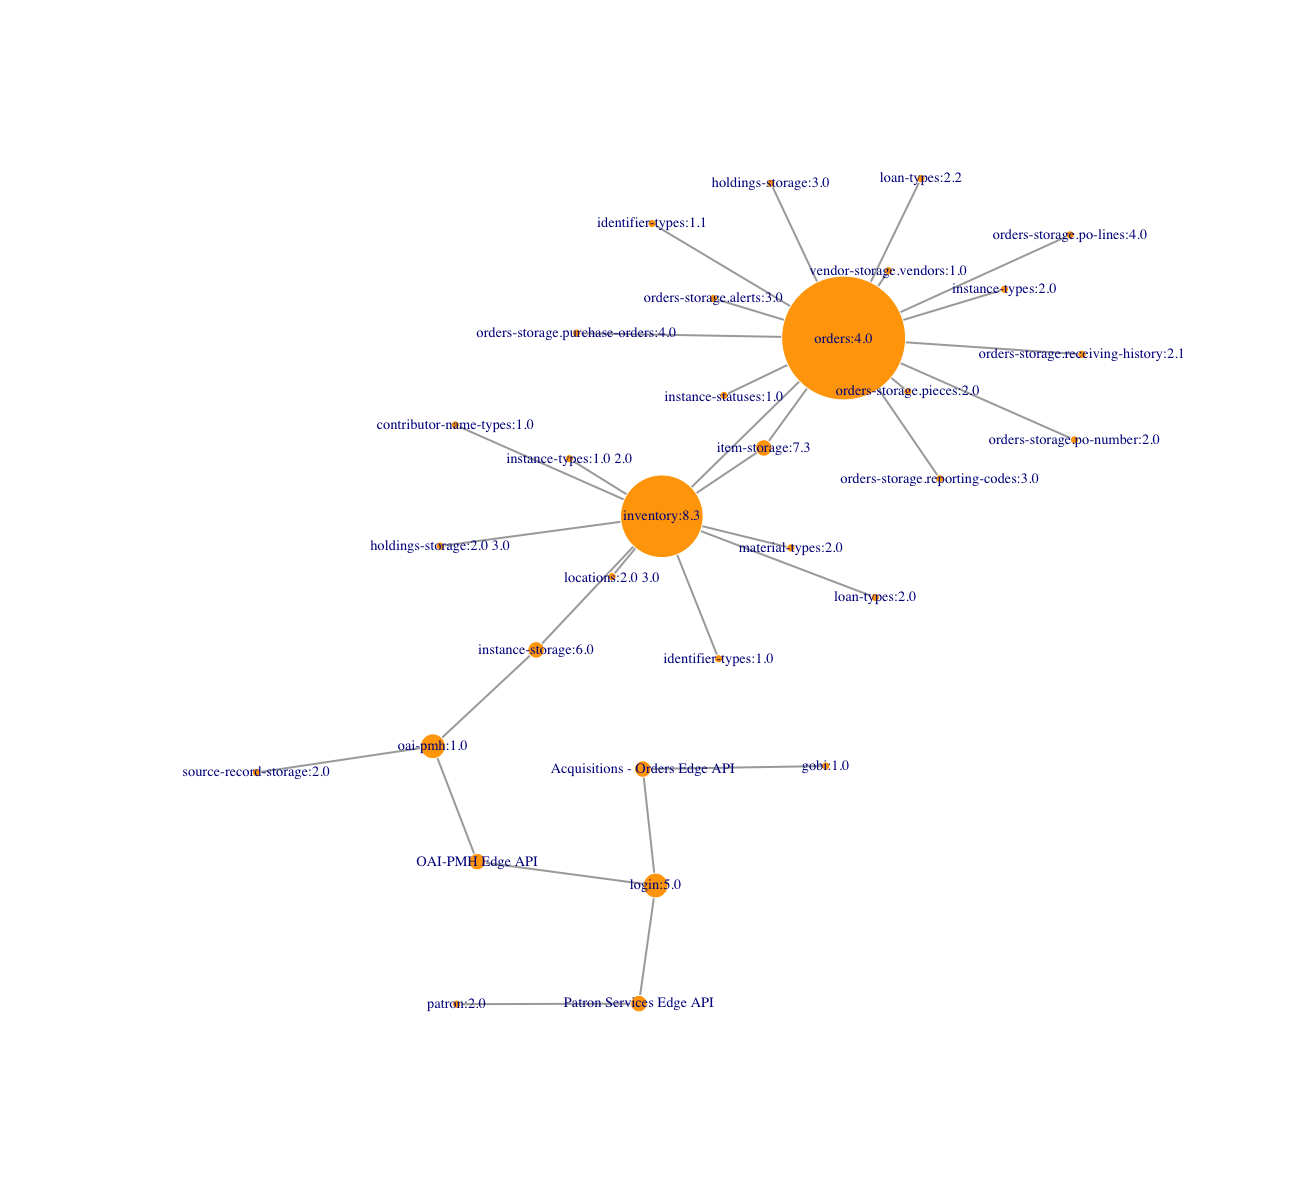 loan-types:2.2
holdings-storage:3.0
identifier-types:1.1
orders-storage.po-lines:4.0
vendor-storage.vendors:1.0
instance-types:2.0
orders-storage.alerts:3.0
orders-storage.purchase-orders:4.0
orders:4.0
orders-storage.receiving-history:2.1
orders-storage.pieces:2.0
instance-statuses:1.0
contributor-name-types:1.0
orders-storage.po-number:2.0
item-storage:7.3
instance-types:1.0 2.0
orders-storage.reporting-codes:3.0
inventory:8.3
holdings-storage:2.0 3.0
material-types:2.0
locations:2.0 3.0
loan-types:2.0
instance-storage:6.0
identifier-types:1.0
oai-pmh:1.0
gobi:1.0
Acquisitions - Orders Edge API
source-record-storage:2.0
OAI-PMH Edge API
login:5.0
Patron Services Edge API
patron:2.0